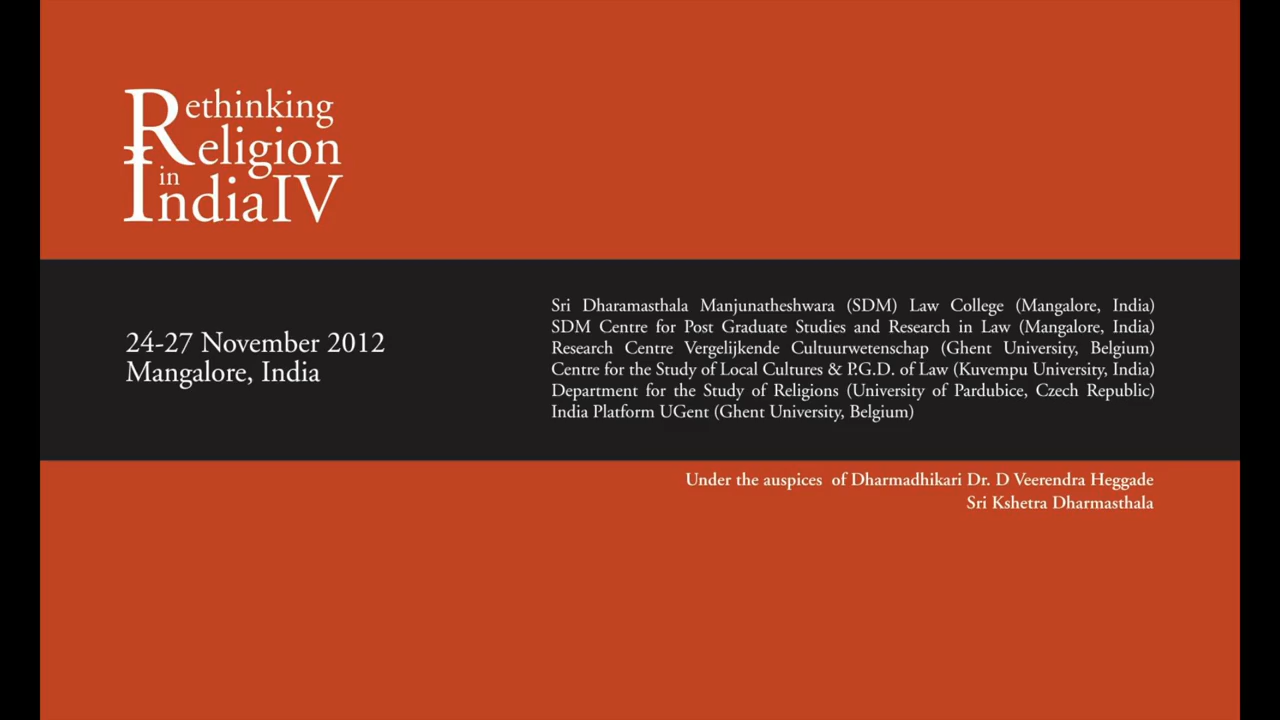 Rethinking
Religion
in
India IV
24-27 November 2012
Mangalore, India
Sri Dharamasthala Manjunatheshwara (SDM) Law College (Mangalore, India)
SDM Centre for Post Graduate Studies and Research in Law (Mangalore, India)
Research Centre Vergelijkende Cultuurwetenschap (Ghent University, Belgium)
Centre for the Study of Local Cultures & P.G.D. of Law (Kuvempu University, India)
Department for the Study of Religions (University of Pardubice, Czech Republic)
India Platform UGent (Ghent University, Belgium)
Under the auspices of Dharmadhikari Dr. D Veerendra Heggade
Sri Kshetra Dharmasthala